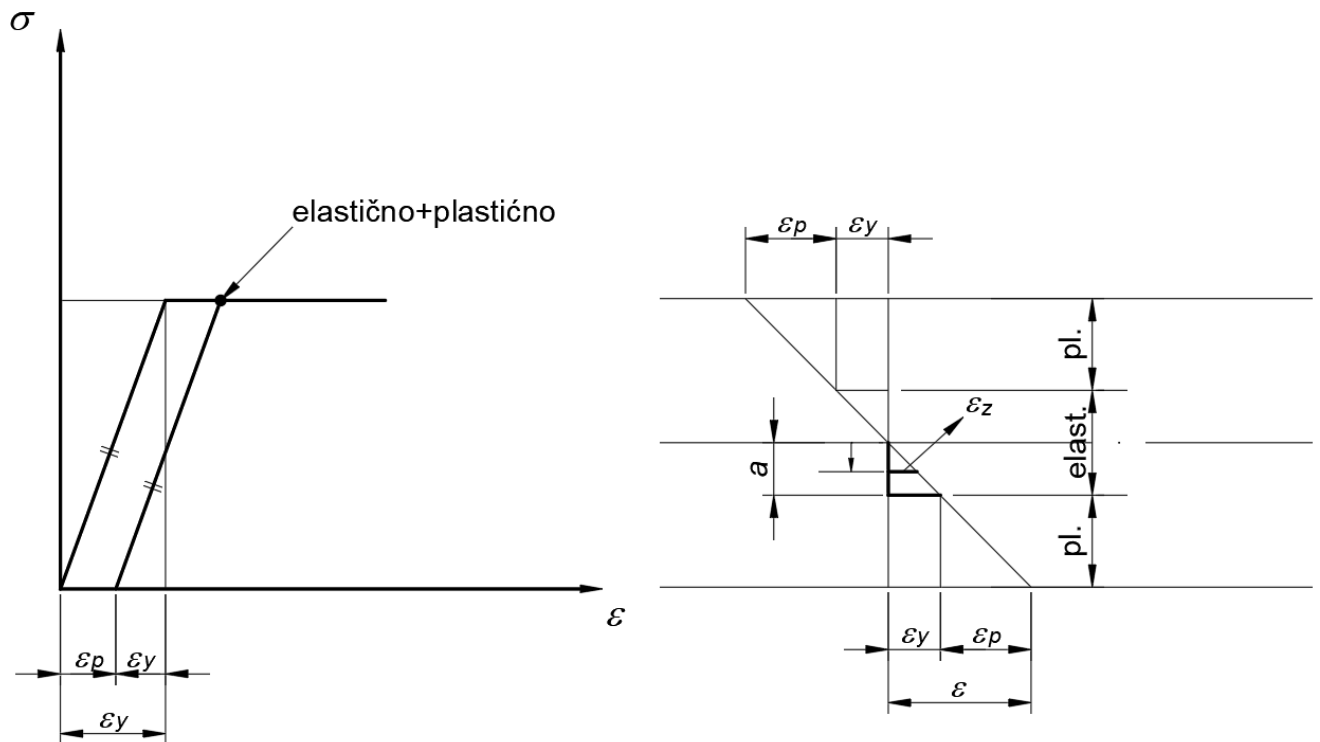 σ
elastično+plastićno
ε
εp εy
εy
εp εy
pl.
εz
a
elast.
pl.
εy εp
ε